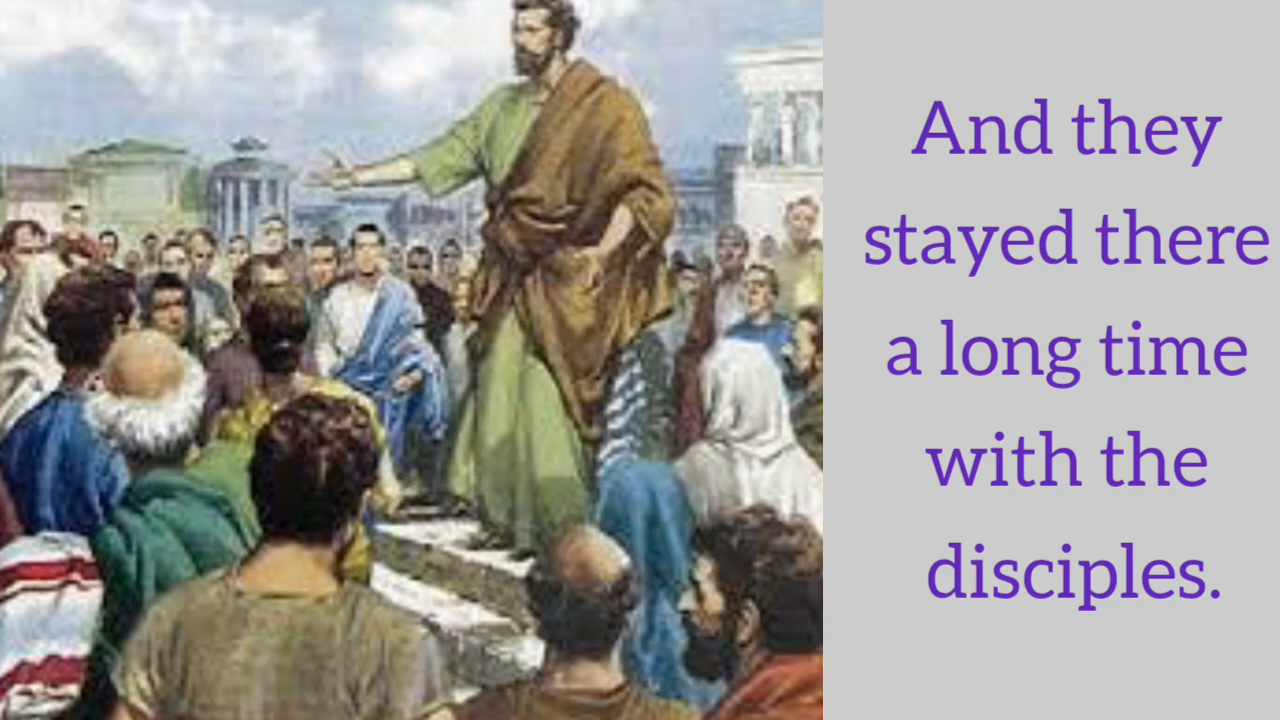 And they
stayed there
a long time
with the
disciples.